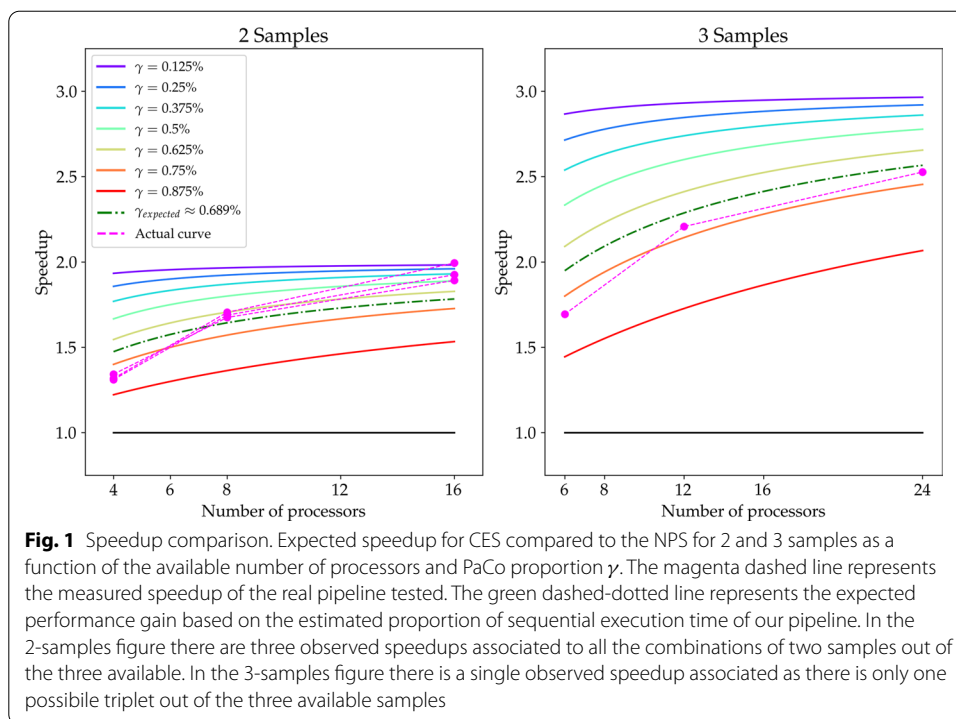 2 Samples
3 Samples
Speedup
3.0
2.5
2.0
1.5
1.0
γ = 0.125%
γ = 0.25%
γ = 0.375%
γ = 0.5%
γ = 0.625%
γ = 0.75%
γ = 0.875%
γexpected ≈ 0.689%
Actual curve
4 6 8 12 16
Number of processors
Speedup
3.0
2.5
2.0
1.5
1.0
6 8 12 16 24
Number of processors
Fig. 1 Speedup comparison. Expected speedup for CES compared to the NPS for 2 and 3 samples as a
function of the available number of processors and PaCo proportion γ. The magenta dashed line represents
the measured speedup of the real pipeline tested. The green dashed-dotted line represents the expected
performance gain based on the estimated proportion of sequential execution time of our pipeline. In the
2-samples figure there are three observed speedups associated to all the combinations of two samples out of
the three available. In the 3-samples figure there is a single observed speedup associated as there is only one
possibile triplet out of the three available samples